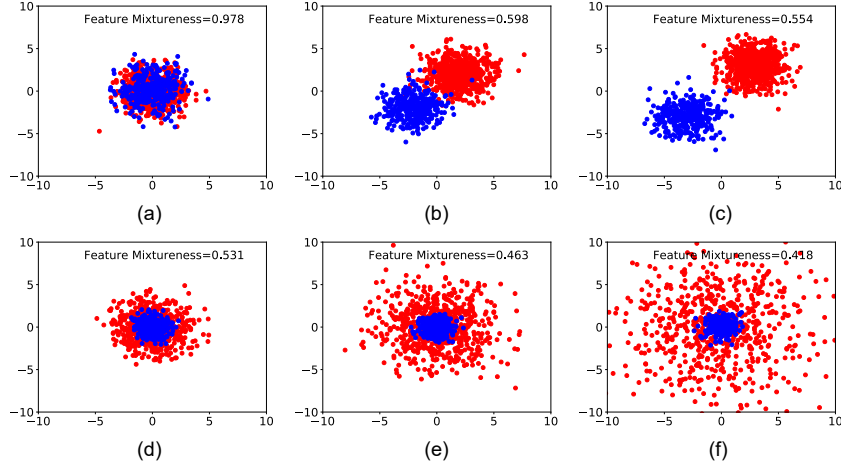 Feature Mixtureness=0.978
Feature Mixtureness=0.598
Feature Mixtureness=0.554
10
5
0
−5
−10
−10 −5 0 5 10
10
5
0
−5
−10
−10 −5 0 5 10
10
5
0
−5
−10
−10 −5 0 5 10
(a)
(b)
(c)
Feature Mixtureness=0.531
Feature Mixtureness=0.463
Feature Mixtureness=0.418
10
5
0
−5
−10
−10 −5 0 5 10
10
5
0
−5
−10
−10 −5 0 5 10
10
5
0
−5
−10
−10 −5 0 5 10
(d)
(e)
(f)